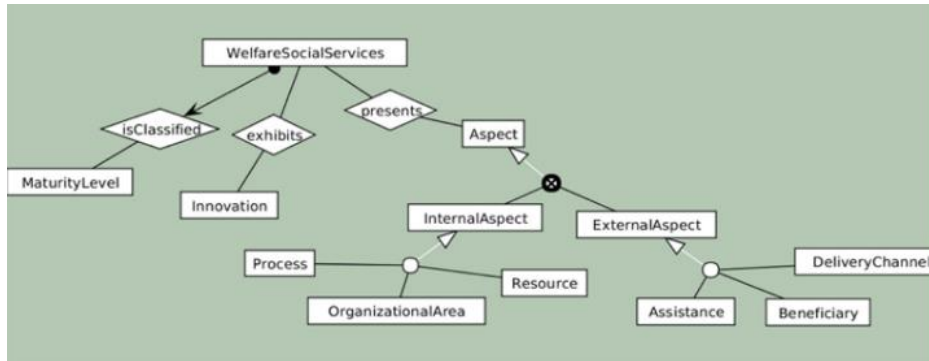 WelfareSocialServices
presents
isClassified
exhibits
Aspect
MaturityLevel
Innovation
InternalAspect
ExternalAspect
Process
Resource
DeliveryChannel
OrganizationalArea
Assistance
Beneficiary